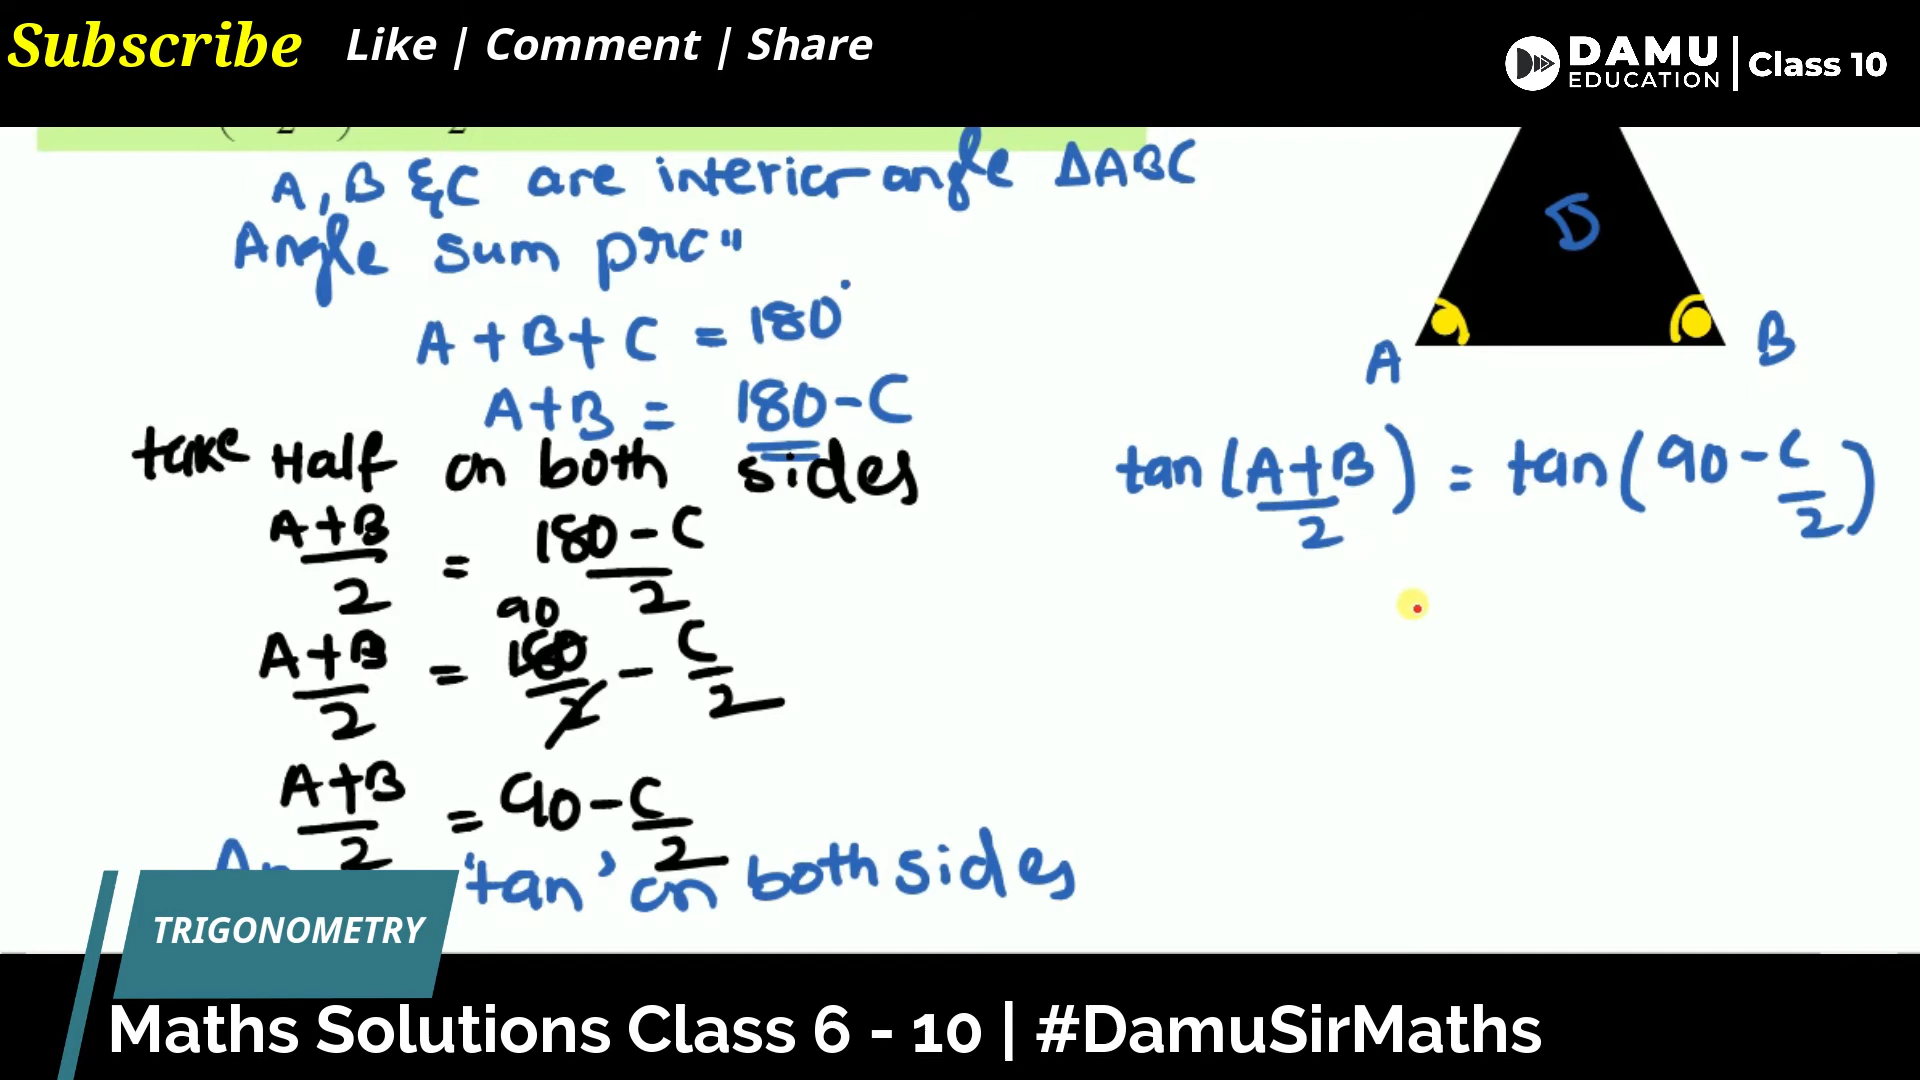 Subscribe Like | Comment | Share
DAMU EDUCATION | Class 10
A, B & C are interior angle ΔABC
Angle sum pro"
A + B + C = 180°
A+B = 180-C
take Half on both sides
A+B/2 = 180-C/2
90
A+B/2 = 180/2 - C/2
A+B/2 = 90-C/2
'tan' on both sides
D
A B
tan(A+B/2) = tan(90-C/2)
TRIGONOMETRY
Maths Solutions Class 6 - 10 | #DamuSirMaths